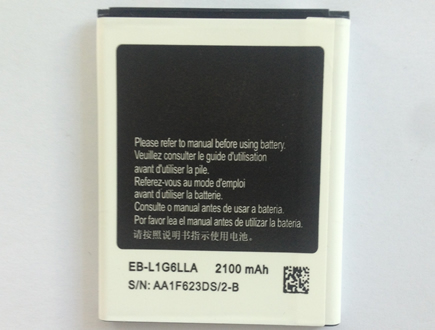 Please refer to manual before using battery.
Veuillez consulter le guide d'utilisation
avant d'utiliser la pile.
Referez-vous au mode d'emploi
avant d'utiliser la batterie.
Consulte o manual antes de usar a bateria.
Por favor lea el manual antes de utilizar la bateria.
请按照说明书指示使用电池。
EB-L1G6LLA 2100 mAh
S/N: AA1F623DS/2-B